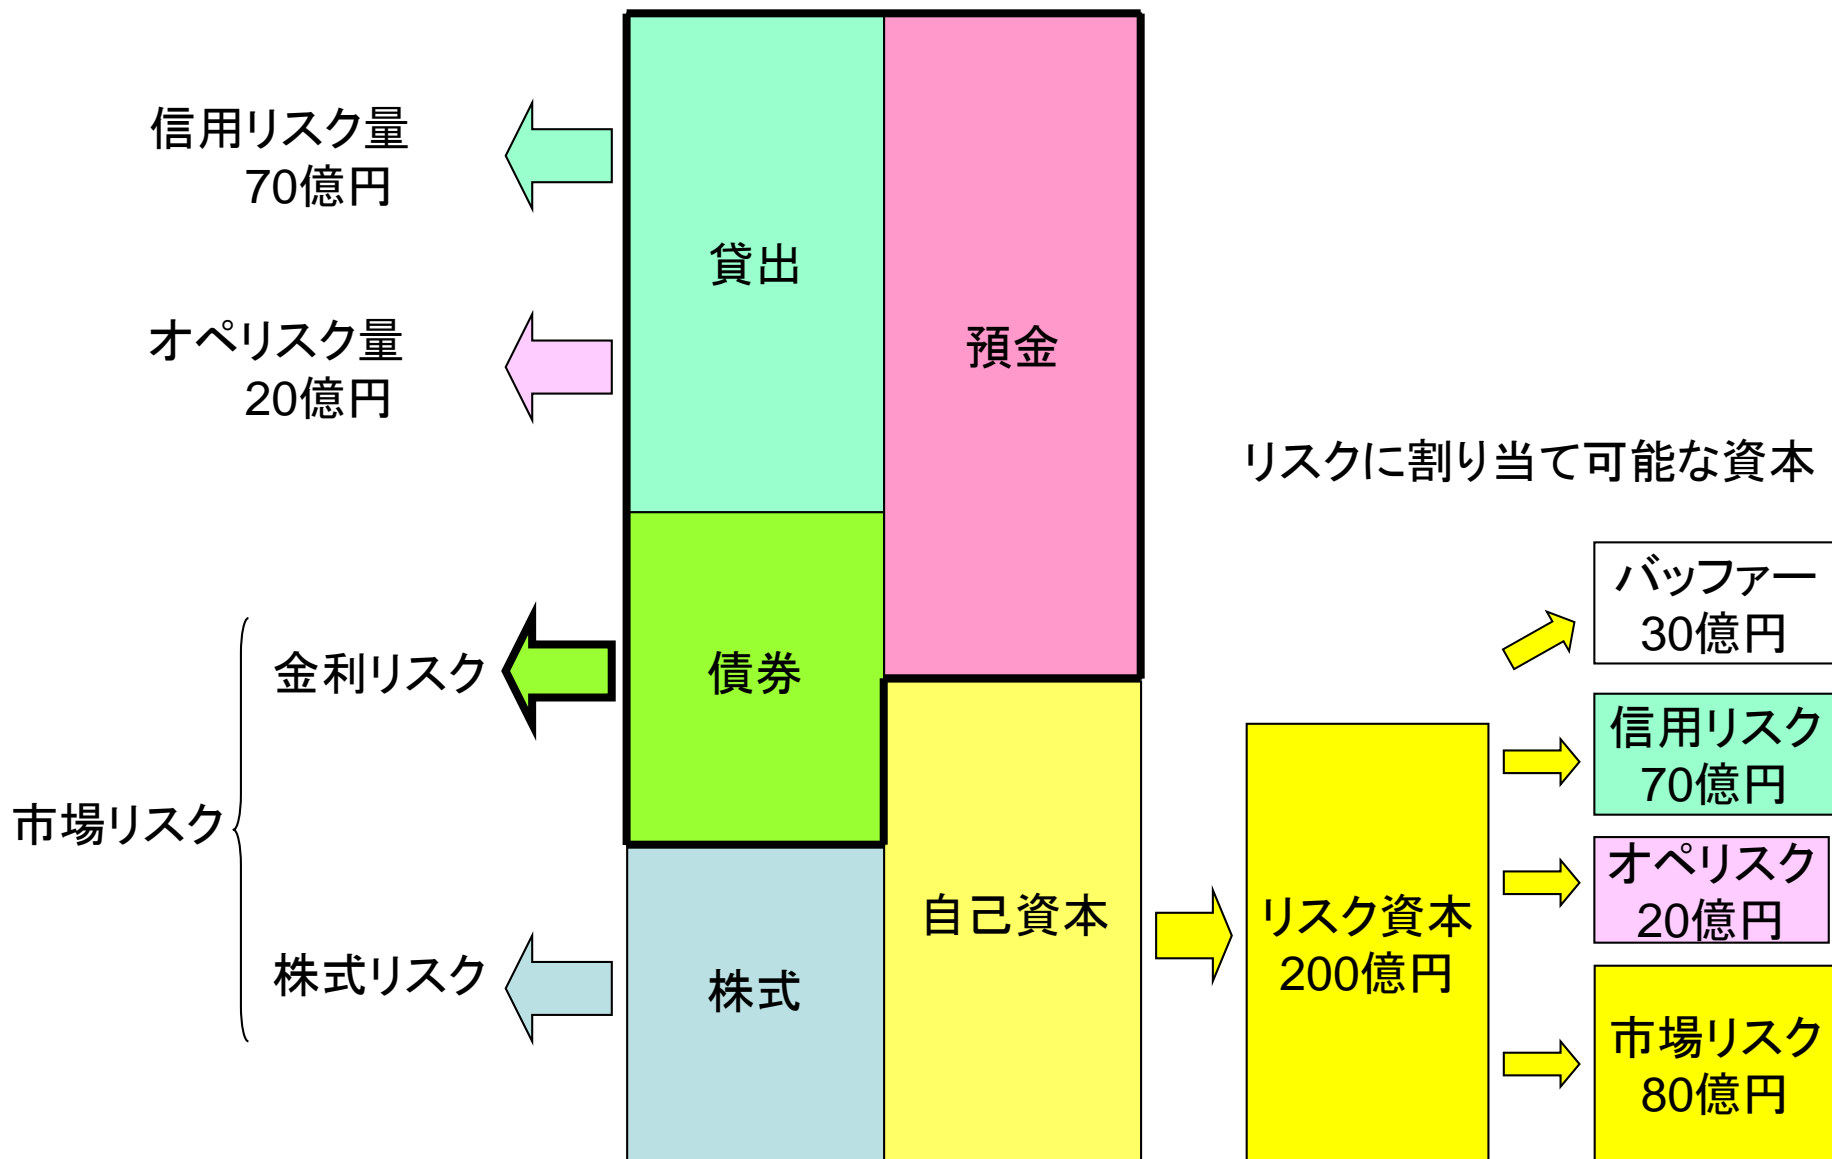 信用リスク量
70億円
オペリスク量
20億円
市場リスク
金利リスク
株式リスク
貸出
債券
株式
預金
自己資本
リスクに割り当て可能な資本
リスク資本
200億円
バッファー
30億円
信用リスク
70億円
オペリスク
20億円
市場リスク
80億円